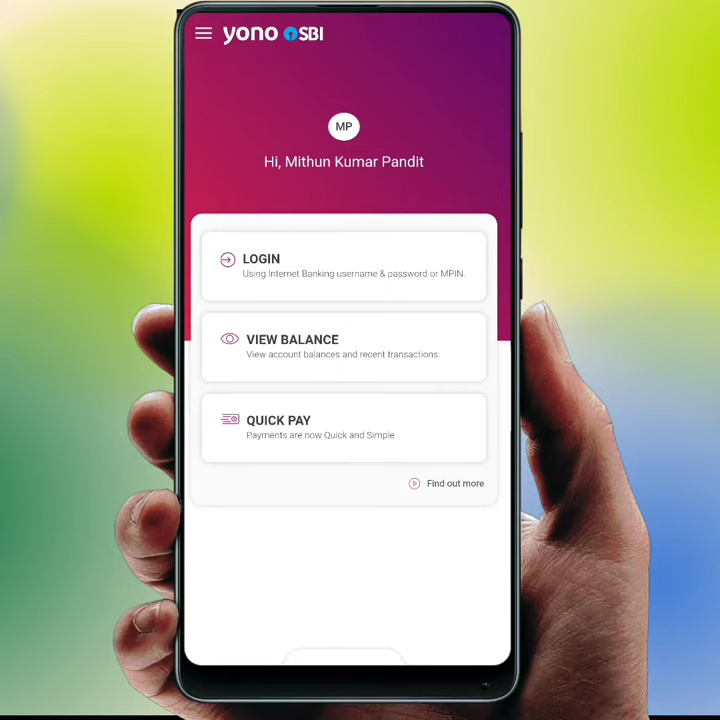 yono SBI
MP
Hi, Mithun Kumar Pandit
LOGIN
Using Internet Banking username & password or MPIN.
VIEW BALANCE
View account balances and recent transactions.
QUICK PAY
Payments are now Quick and Simple
Find out more